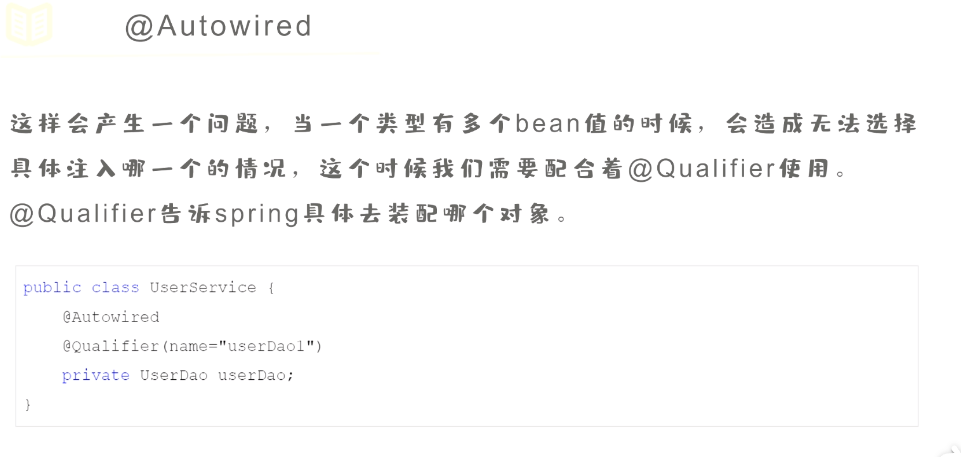 @Autowired
这样会产生一个问题，当一个类型有多个bean值的时候，会造成无法选择
具体注入哪一个的情况，这个时候我们需要配合着@Qualifier使用。
@Qualifier告诉spring具体去装配哪个对象。
public class UserService {
@Autowired
@Qualifier(name="userDao1")
private UserDao userDao;
}